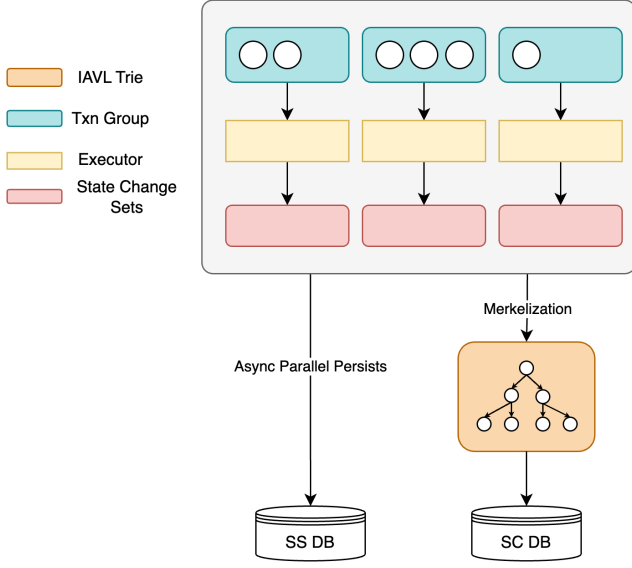 IAVL Trie
Txn Group
Executor
State Change
Sets
Merkelization
Async Parallel Persists
SS DB
SC DB